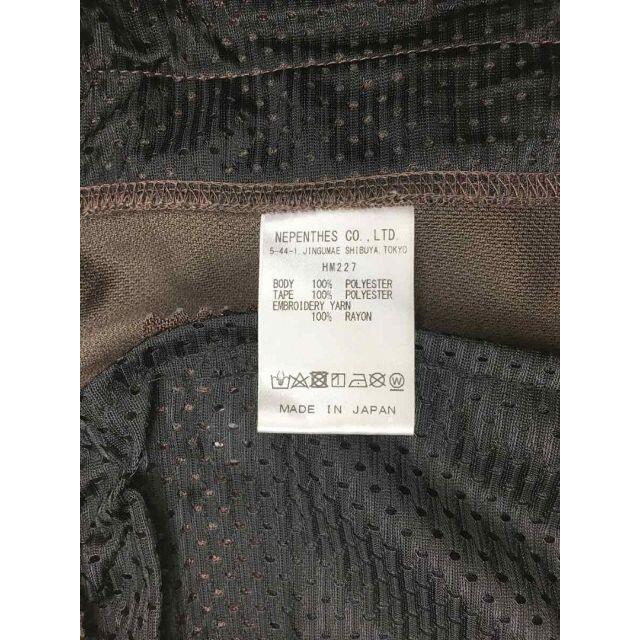 NEPENTHES CO.,LTD.
5-44-1, JINGUMAE SHIBUYA, TOKYO
HM227
BODY 100% POLYESTER
TAPE 100% POLYESTER
EMBROIDERY YARN
100% RAYON
W
MADE IN JAPAN